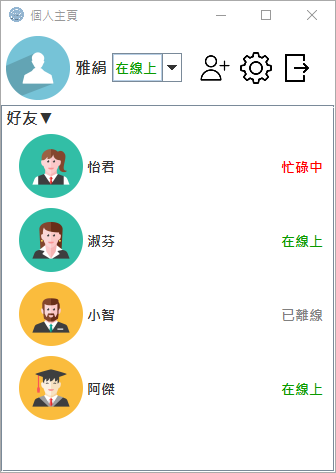 個人主頁
雅絹 在線上
好友▼
怡君 忙碌中
淑芬 在線上
小智 已離線
阿傑 在線上